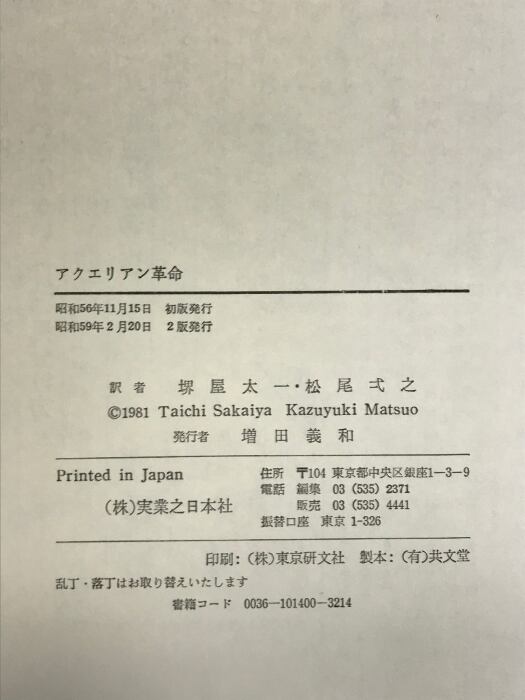 アクエリアン革命
昭和56年11月15日　初版発行
昭和59年2月20日　2版発行
訳者　堺屋太一・松尾弌之
©1981 Taichi Sakaiya Kazuyuki Matsuo
発行者　増田義和
Printed in Japan
（株）実業之日本社
住所　〒104 東京都中央区銀座1―3―9
電話　編集　03（535）2371
販売　03（535）4441
振替口座　東京 1-326
印刷：（株）東京研文社　製本：（有）共文堂
乱丁・落丁はお取り替えいたします
書籍コード　0036―101400―3214